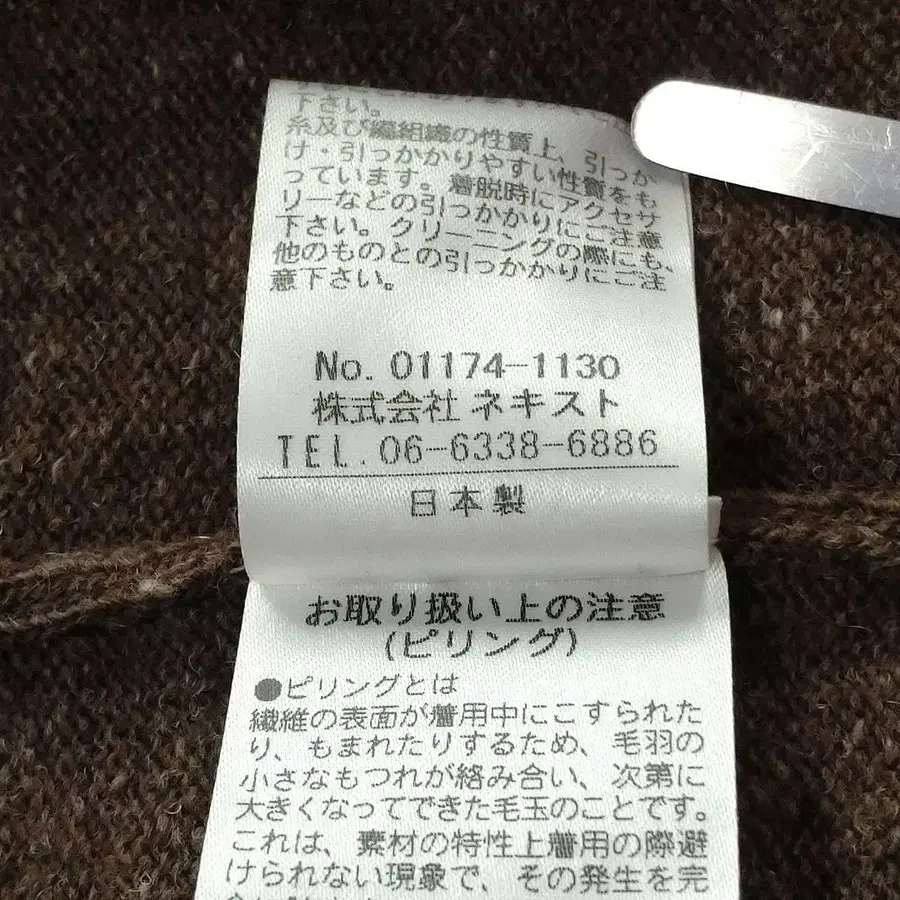 下さい。
糸及び編組織の性質上、引っか
け・引っかかりやすい性質をも
っています。着脱時にアクセサ
リーなどの引っかかりにご注意
下さい。クリーニングの際にも、
他のものとの引っかかりにご注
意下さい。
No. 01174-1130
株式会社 ネキスト
TEL. 06-6338-6886
日本製
お取り扱い上の注意
(ピリング)
●ピリングとは
繊維の表面が着用中にこすられた
り、もまれたりするため、毛羽の
小さなもつれが絡み合い、次第に
大きくなってできた毛玉のことです。
これは、素材の特性上着用の際避
けられない現象で、その発生を完